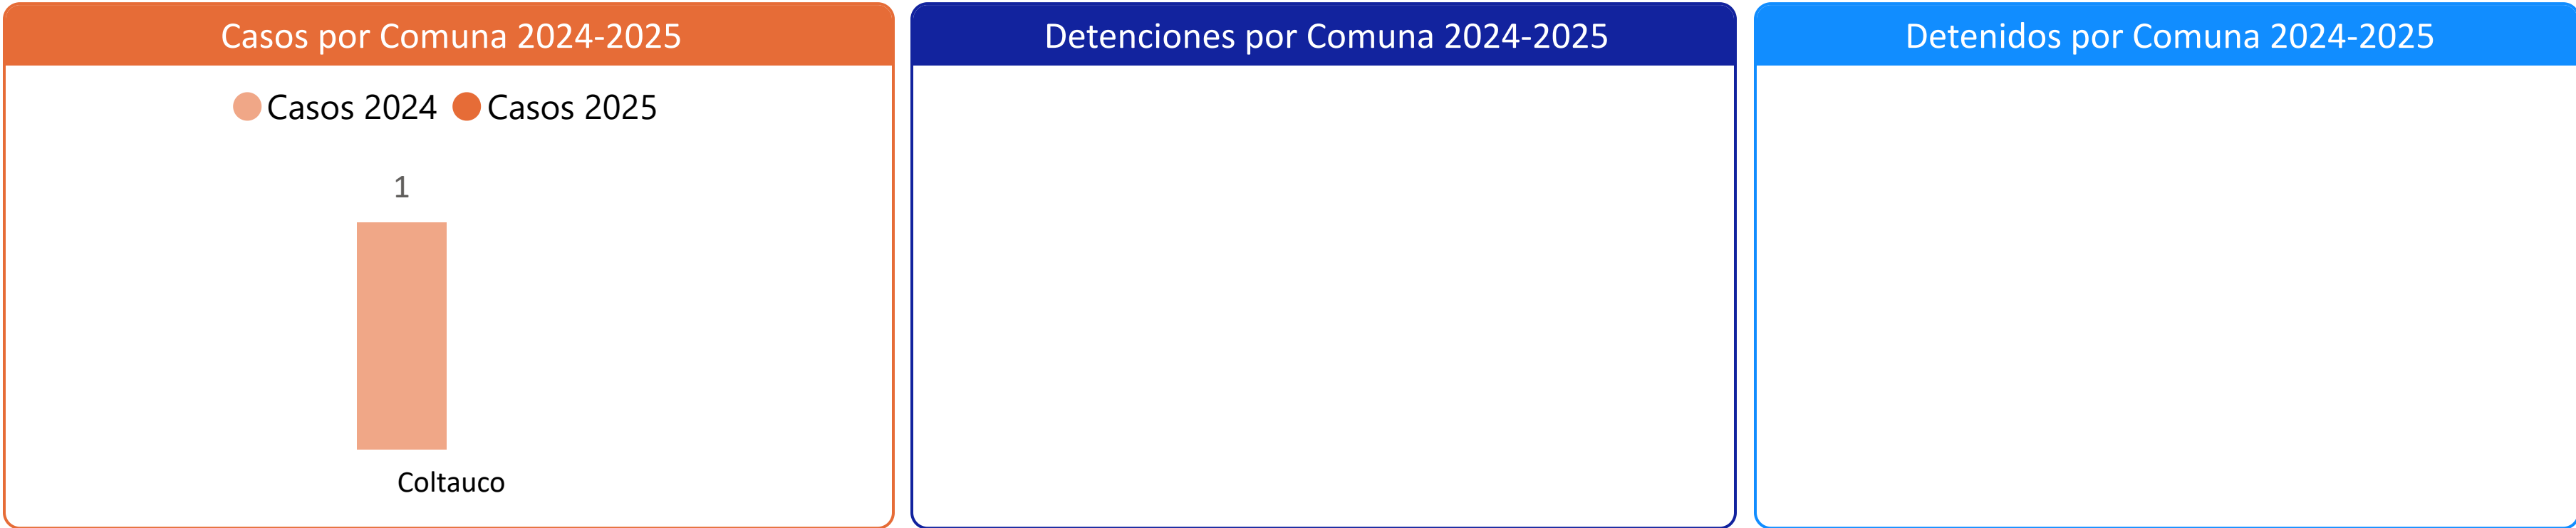 Casos por Comuna 2024-2025
Casos 2024 Casos 2025
1
Coltauco
Detenciones por Comuna 2024-2025
Detenidos por Comuna 2024-2025